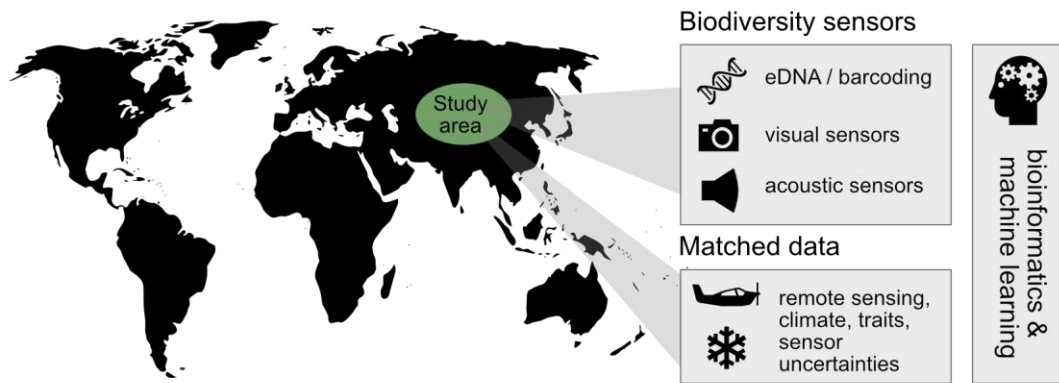 Biodiversity sensors
Study
area
eDNA / barcoding
visual sensors
acoustic sensors
Matched data
remote sensing,
climate, traits,
sensor
uncertainties
bioinformatics &
machine learning